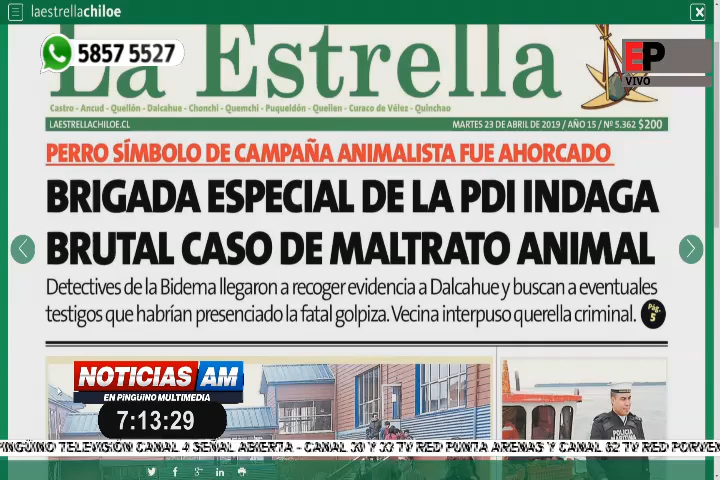 laestrellachiloe
5857 5527
La Estrella
EP
VIVO
Castro - Ancud - Quellón - Dalcahue - Chonchi - Quemchi - Puqueldón - Queilen - Curaco de Vélez - Quinchao
LAESTRELLACHILOE.CL
MARTES 23 DE ABRIL DE 2019 / AÑO 15 / Nº 5.362 $200
PERRO SÍMBOLO DE CAMPAÑA ANIMALISTA FUE AHORCADO
BRIGADA ESPECIAL DE LA PDI INDAGA
BRUTAL CASO DE MALTRATO ANIMAL
Detectives de la Bidema llegaron a recoger evidencia a Dalcahue y buscan a eventuales
testigos que habrían presenciado la fatal golpiza. Vecina interpuso querella criminal.
Pág. 5
NOTICIAS AM
EN PINGUINO MULTIMEDIA
7:13:29
POLICIA
PINGÜINO TELEVISIÓN CANAL 4 SEÑAL ABIERTA - CANAL 30 Y 33 TV RED PUNTA ARENAS Y CANAL 62 TV RED PORVEN